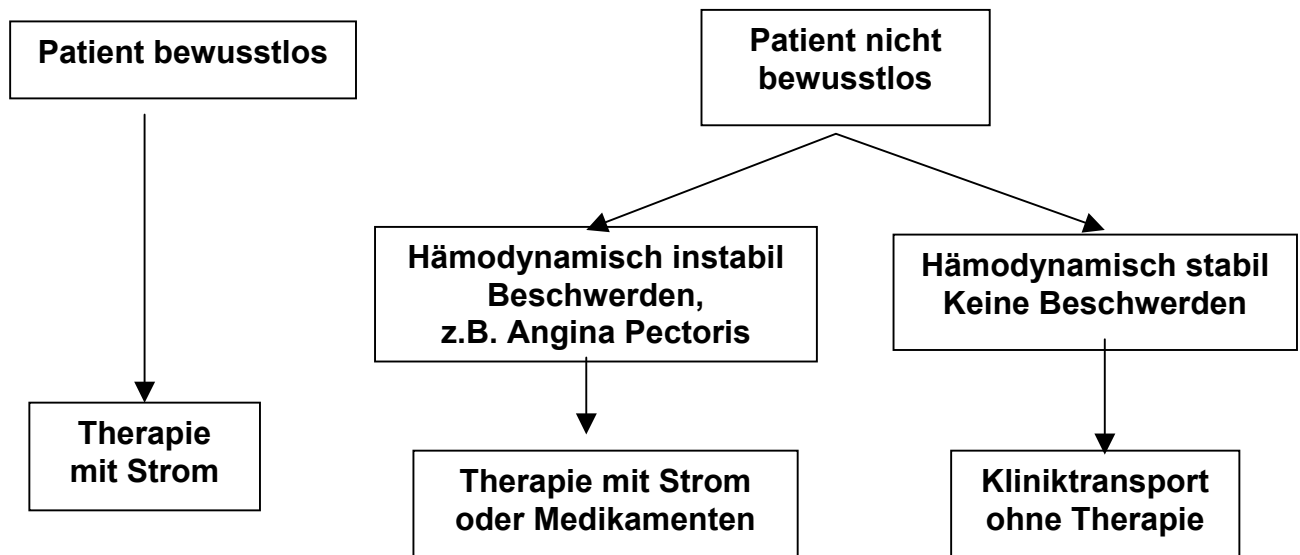 Patient bewusstlos
Patient nicht
bewusstlos
Hämodynamisch instabil
Beschwerden,
z.B. Angina Pectoris
Hämodynamisch stabil
Keine Beschwerden
Therapie
mit Strom
Therapie mit Strom
oder Medikamenten
Kliniktransport
ohne Therapie